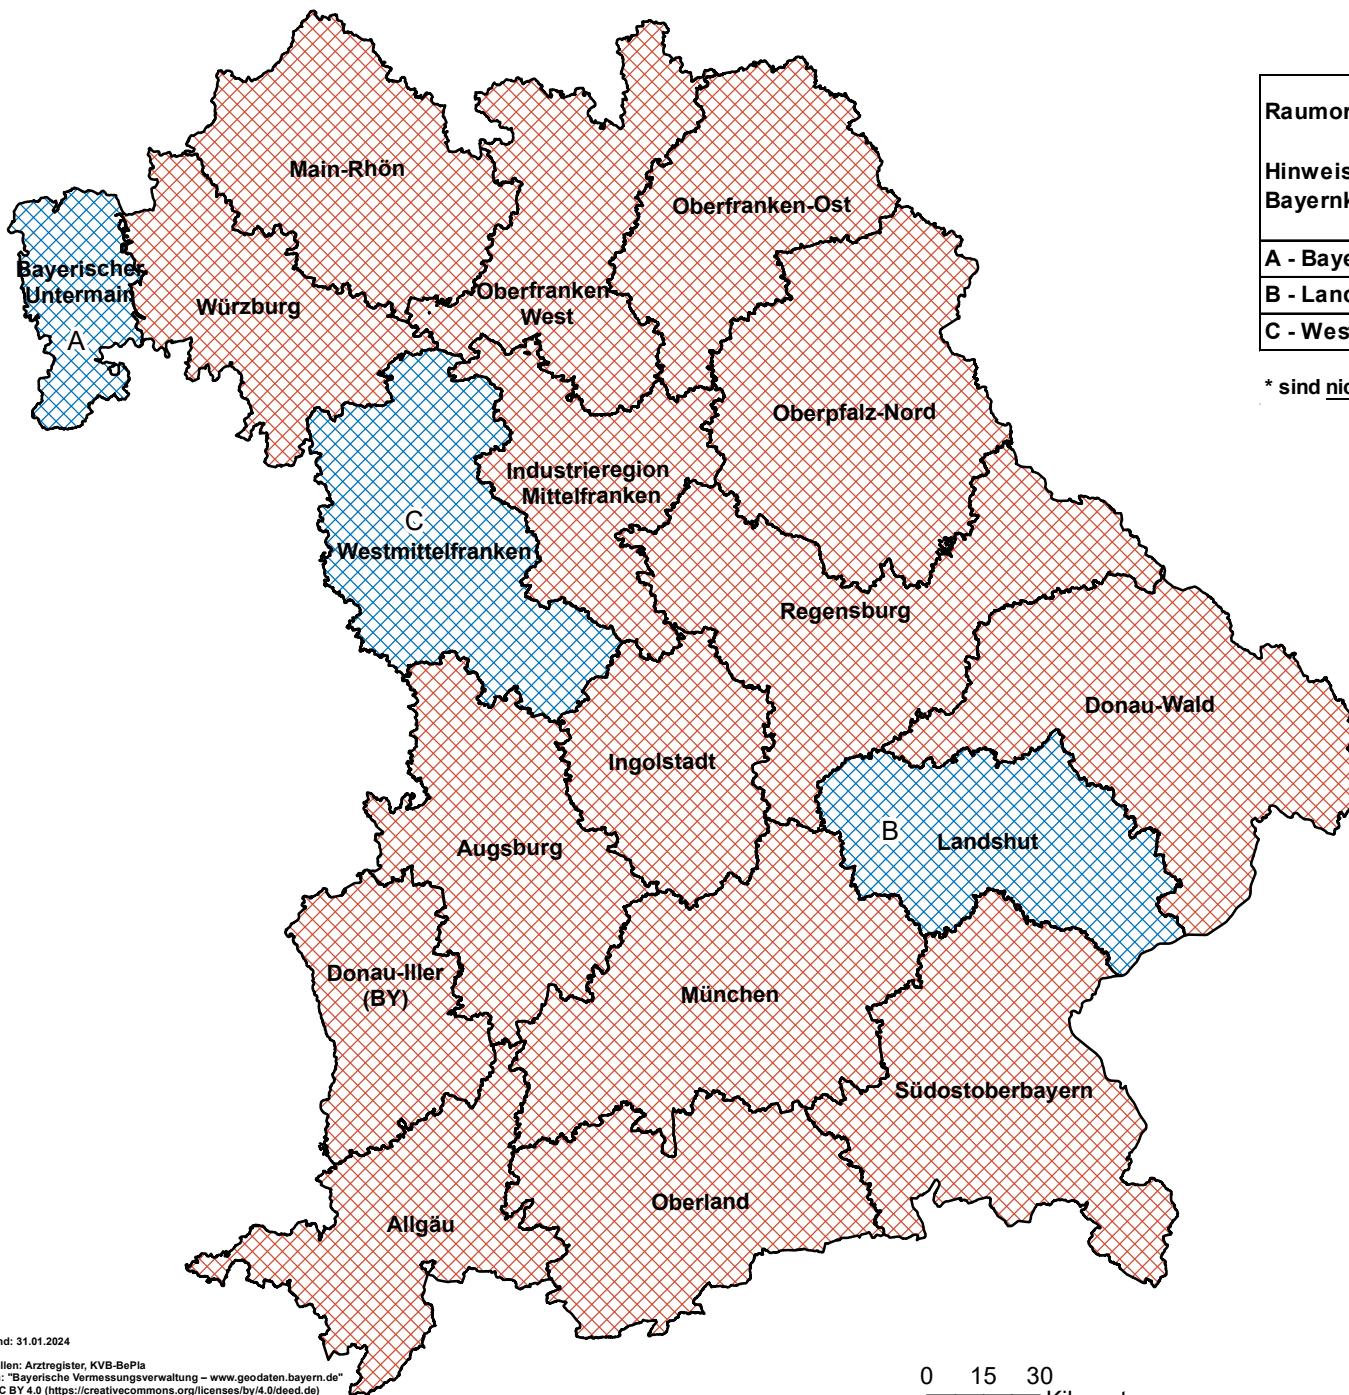 Main-Rhön
Oberfranken-Ost
Bayerischer
Untermain
A
Würzburg
Oberfranken-
West
Oberpfalz-Nord
Industrieregion
Mittelfranken
C
Westmittelfranken
Regensburg
Donau-Wald
Ingolstadt
B
Landshut
Augsburg
Donau-Iller
(BY)
München
Südostoberbayern
Oberland
Allgäu
Raumor
Hinweis
Bayernk
A - Baye
B - Land
C - Wes
* sind nic
nd: 31.01.2024
llen: Arztregister, KVB-BePla
: "Bayerische Vermessungsverwaltung – www.geodaten.bayern.de"
C BY 4.0 (https://creativecommons.org/licenses/by/4.0/deed.de)
0 15 30